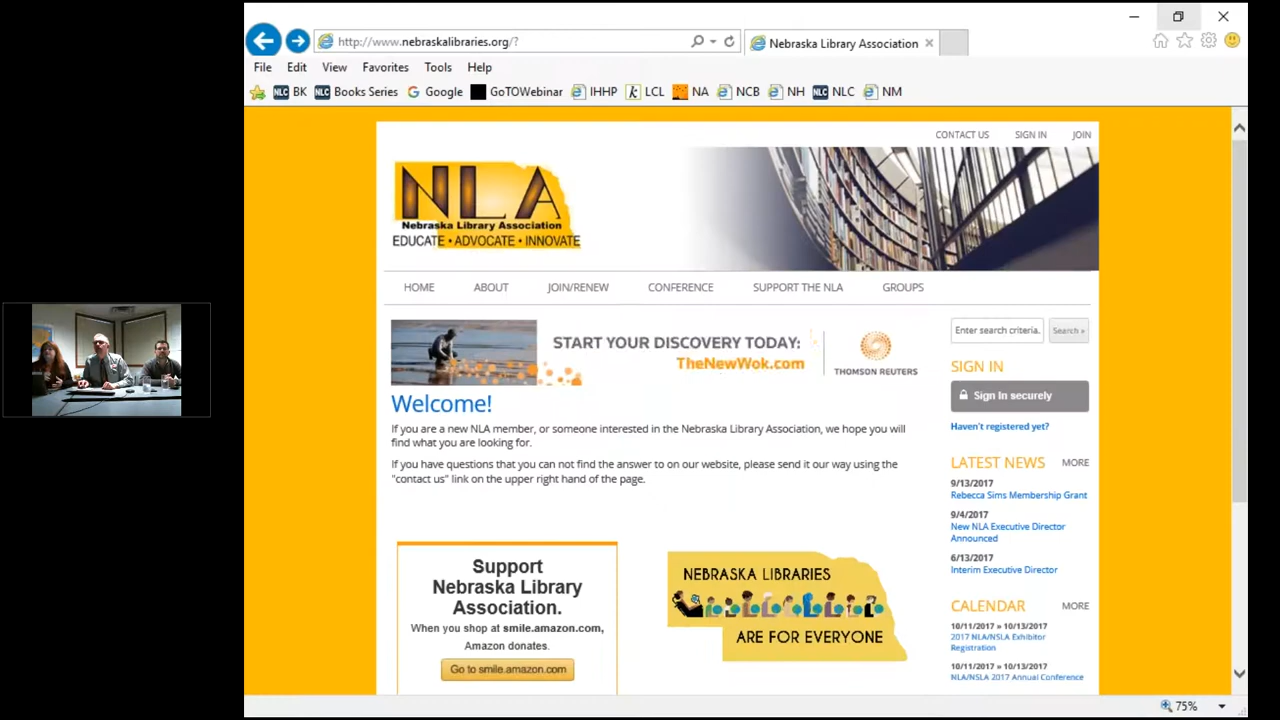 http://www.nebraskalibraries.org/?
Nebraska Library Association
File Edit View Favorites Tools Help
NLC BK NLC Books Series G Google GoTOWebinar IHHP k LCL NA NCB NH NLC NLC NM
CONTACT US SIGN IN JOIN
NLA
Nebraska Library Association
EDUCATE • ADVOCATE • INNOVATE
HOME ABOUT JOIN/RENEW CONFERENCE SUPPORT THE NLA GROUPS
START YOUR DISCOVERY TODAY:
TheNewWok.com
THOMSON REUTERS
Enter search criteria. Search »
SIGN IN
Sign In securely
Haven't registered yet?
Welcome!
If you are a new NLA member, or someone interested in the Nebraska Library Association, we hope you will
find what you are looking for.
If you have questions that you can not find the answer to on our website, please send it our way using the
"contact us" link on the upper right hand of the page.
LATEST NEWS MORE
9/13/2017
Rebecca Sims Membership Grant
9/4/2017
New NLA Executive Director
Announced
6/13/2017
Interim Executive Director
Support
Nebraska Library
Association.
When you shop at smile.amazon.com,
Amazon donates.
Go to smile.amazon.com
NEBRASKA LIBRARIES
ARE FOR EVERYONE
CALENDAR MORE
10/11/2017 » 10/13/2017
2017 NLA/NSLA Exhibitor
Registration
10/11/2017 » 10/13/2017
NLA/NSLA 2017 Annual Conference
75%